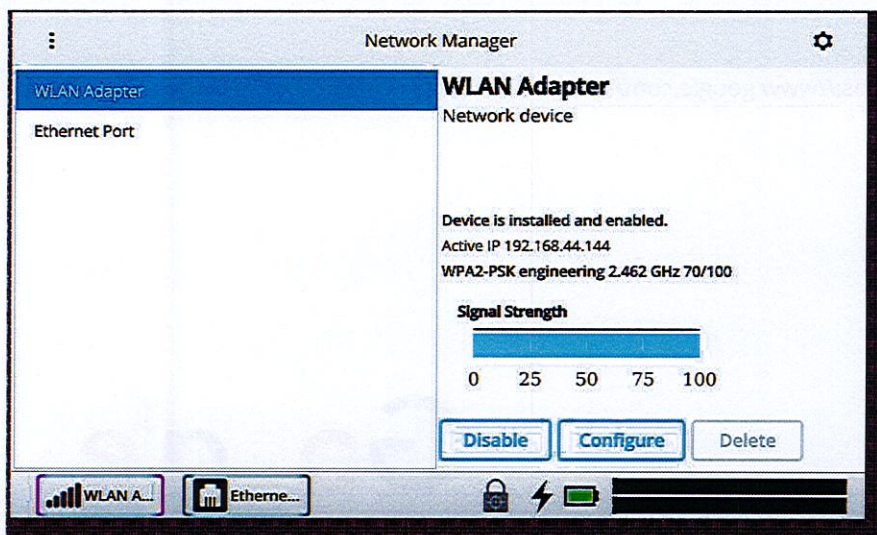 Network Manager
WLAN Adapter
Ethernet Port
WLAN Adapter
Network device
Device is installed and enabled.
Active IP 192.168.44.144
WPA2-PSK engineering 2.462 GHz 70/100
Signal Strength
0 25 50 75 100
Disable Configure Delete
WLAN A... Etherne...